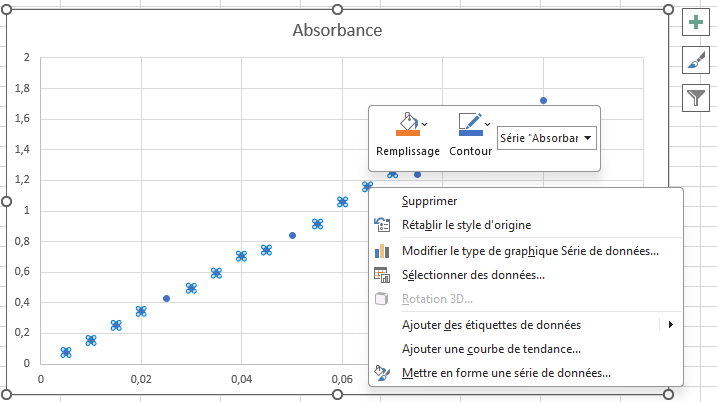 Absorbance
2
1,8
1,6
1,4
1,2
1
0,8
0,6
0,4
0,2
0
0
0,02
0,04
0,06
Remplissage
Contour
Série "Absorbar
Supprimer
Rétablir le style d'origine
Modifier le type de graphique Série de données...
Sélectionner des données...
Rotation 3D...
Ajouter des étiquettes de données
Ajouter une courbe de tendance...
Mettre en forme une série de données...